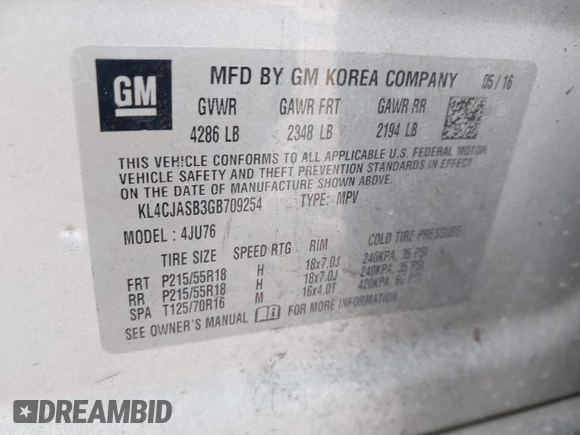 GM
MFD BY GM KOREA COMPANY 05/16
GVWR GAWR FRT GAWR RR
4286 LB 2348 LB 2194 LB
THIS VEHICLE CONFORMS TO ALL APPLICABLE U.S. FEDERAL MOTOR
VEHICLE SAFETY AND THEFT PREVENTION STANDARDS IN EFFECT
ON THE DATE OF MANUFACTURE SHOWN ABOVE.
KL4CJASB3GB709254 TYPE: MPV
MODEL: 4JU76
TIRE SIZE SPEED RTG RIM COLD TIRE PRESSURE
FRT P215/55R18 H 18x7.0J 240KPA, 35 PSI
RR P215/55R18 H 18x7.0J 240KPA, 35 PSI
SPA T125/70R16 M 16x4.0T 420KPA, 60 PSI
SEE OWNER'S MANUAL FOR MORE INFORMATION.
DREAMBID